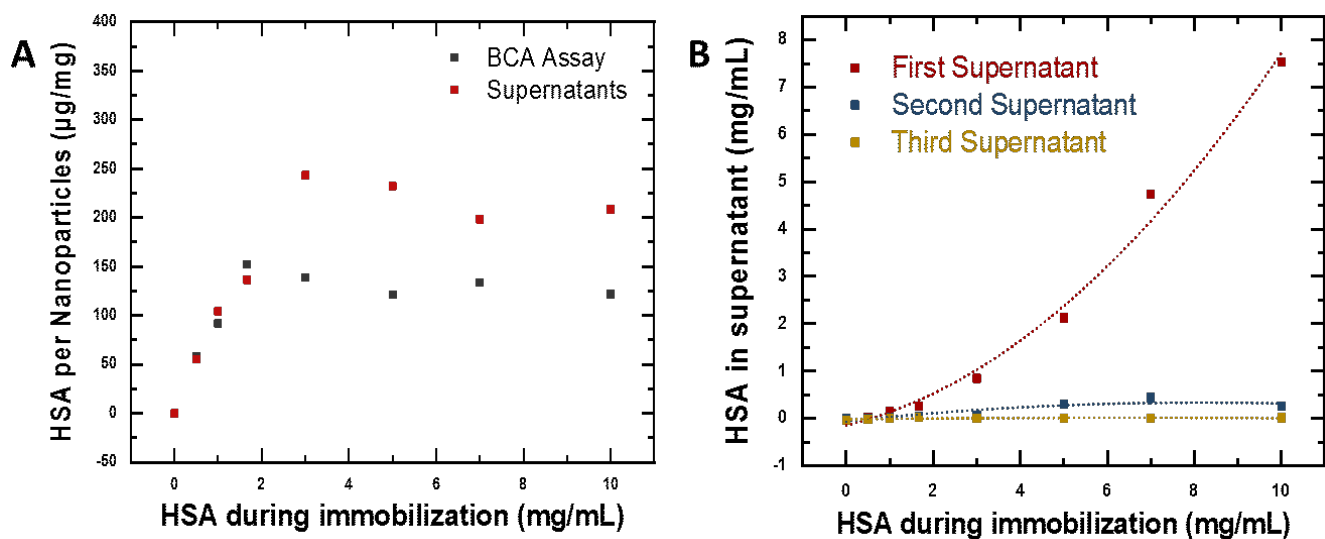 A
HSA per Nanoparticles (µg/mg)
400
350
300
250
200
150
100
50
0
-50
BCA Assay
Supernatants
0 2 4 6 8 10
HSA during immobilization (mg/mL)
B
HSA in supernatant (mg/mL)
8
7
6
5
4
3
2
1
0
-1
First Supernatant
Second Supernatant
Third Supernatant
0 2 4 6 8 10
HSA during immobilization (mg/mL)